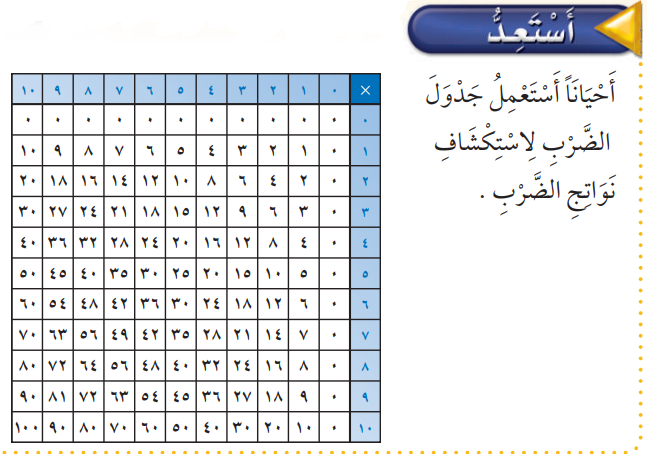 أَسْتَعِدُّ
أَحْيَانَاً أَسْتَعْمِلُ جَدْوَلَ
الضَّرْبِ لِاسْتِكْشَافِ
نَوَاتِجِ الضَّرْبِ .
× ٠ ١ ٢ ٣ ٤ ٥ ٦ ٧ ٨ ٩ ١٠
٠ ٠ ٠ ٠ ٠ ٠ ٠ ٠ ٠ ٠ ٠ ٠
١ ٠ ١ ٢ ٣ ٤ ٥ ٦ ٧ ٨ ٩ ١٠
٢ ٠ ٢ ٤ ٦ ٨ ١٠ ١٢ ١٤ ١٦ ١٨ ٢٠
٣ ٠ ٣ ٦ ٩ ١٢ ١٥ ١٨ ٢١ ٢٤ ٢٧ ٣٠
٤ ٠ ٤ ٨ ١٢ ١٦ ٢٠ ٢٤ ٢٨ ٣٢ ٣٦ ٤٠
٥ ٠ ٥ ١٠ ١٥ ٢٠ ٢٥ ٣٠ ٣٥ ٤٠ ٤٥ ٥٠
٦ ٠ ٦ ١٢ ١٨ ٢٤ ٣٠ ٣٦ ٤٢ ٤٨ ٥٤ ٦٠
٧ ٠ ٧ ١٤ ٢١ ٢٨ ٣٥ ٤٢ ٤٩ ٥٦ ٦٣ ٧٠
٨ ٠ ٨ ١٦ ٢٤ ٣٢ ٤٠ ٤٨ ٥٦ ٦٤ ٧٢ ٨٠
٩ ٠ ٩ ١٨ ٢٧ ٣٦ ٤٥ ٥٤ ٦٣ ٧٢ ٨١ ٩٠
١٠ ٠ ١٠ ٢٠ ٣٠ ٤٠ ٥٠ ٦٠ ٧٠ ٨٠ ٩٠ ١٠٠